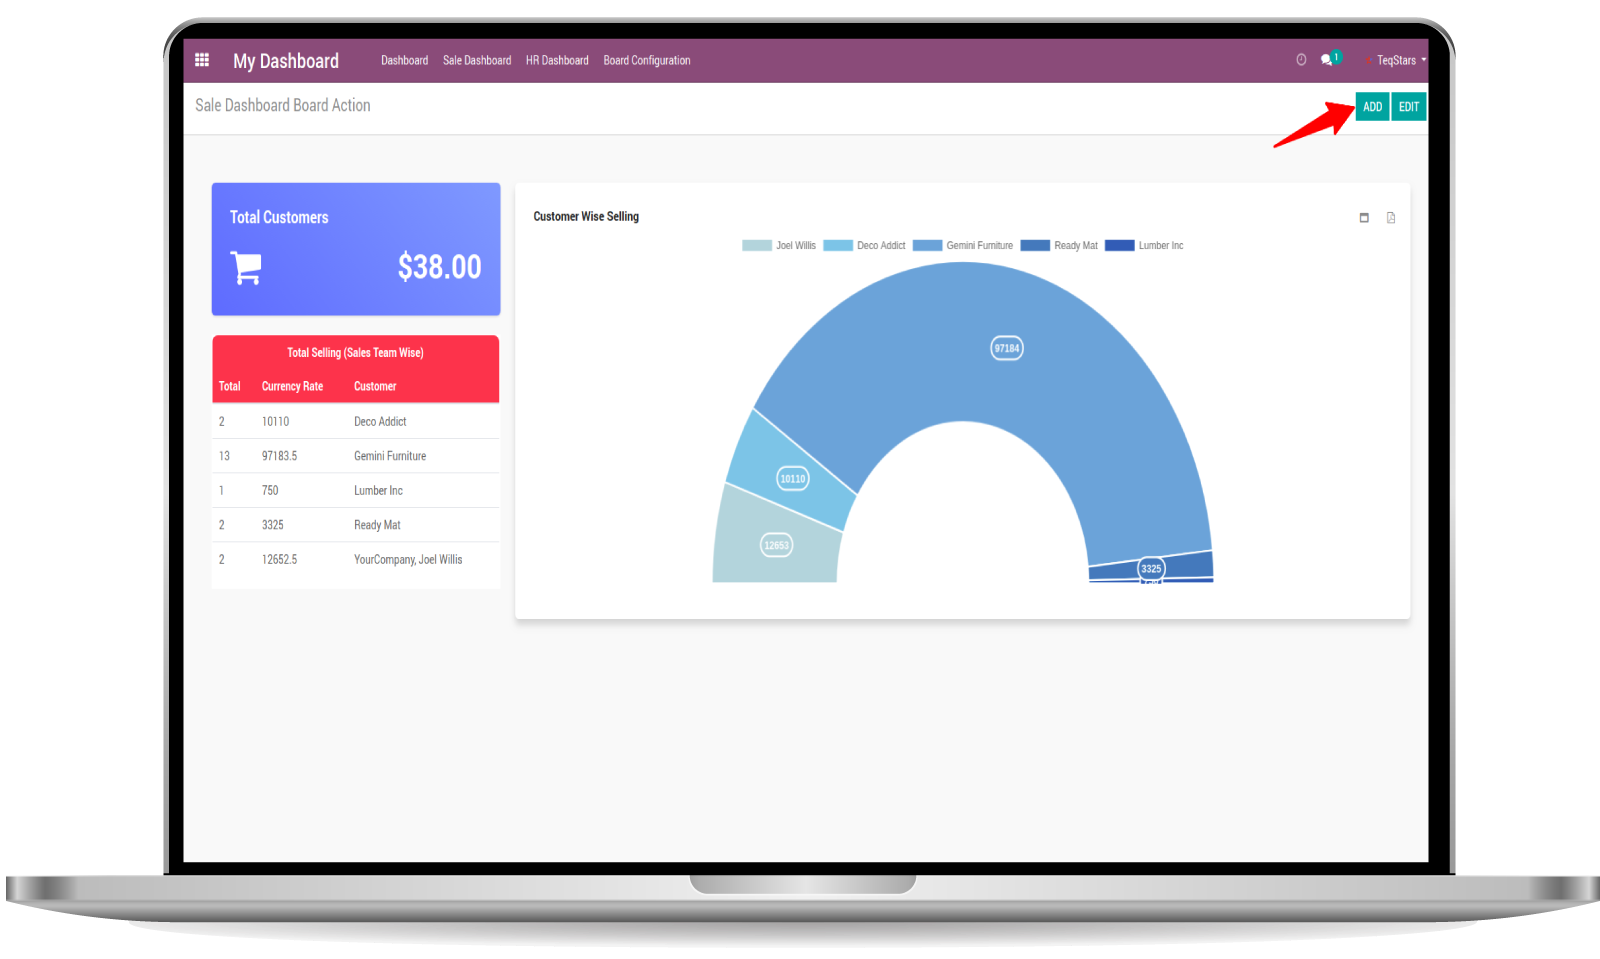 My Dashboard Dashboard Sale Dashboard HR Dashboard Board Configuration 1 TeqStars
Sale Dashboard Board Action ADD EDIT
Total Customers
$38.00
Total Selling (Sales Team Wise)
Total Currency Rate Customer
2 10110 Deco Addict
13 97183.5 Gemini Furniture
1 750 Lumber Inc
2 3325 Ready Mat
2 12652.5 YourCompany, Joel Willis
Customer Wise Selling
Joel Willis Deco Addict Gemini Furniture Ready Mat Lumber Inc
97184
10110
12653
3325